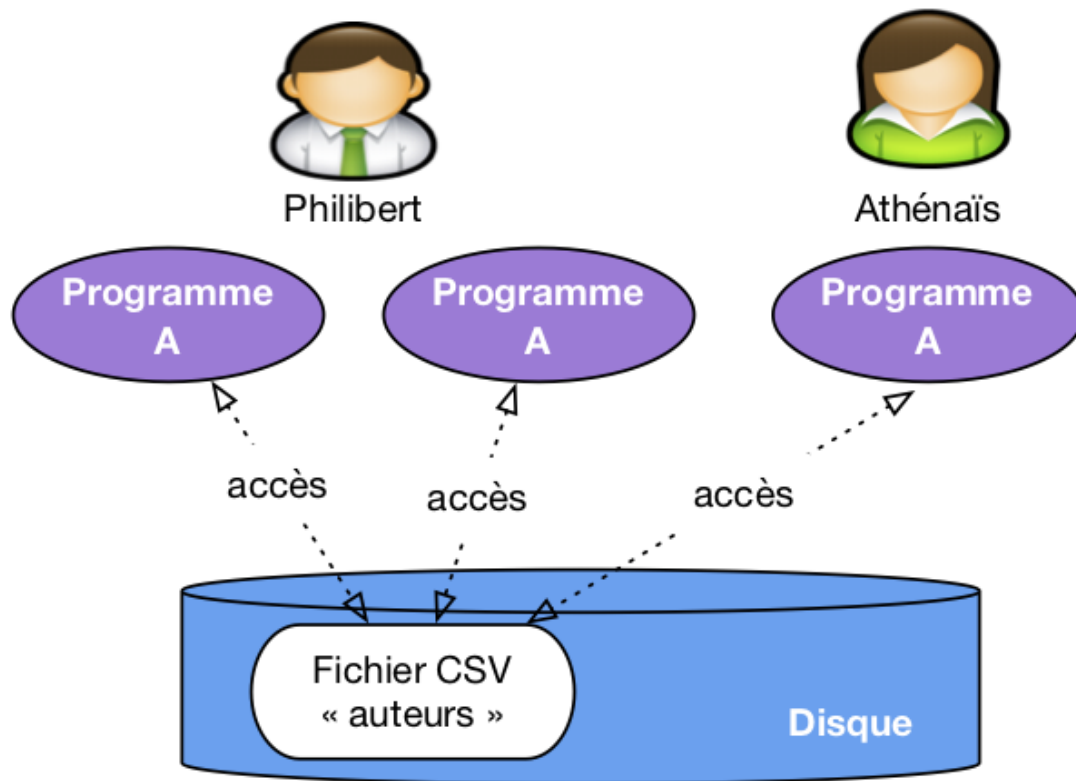 Philibert
Athénaïs
Programme
A
Programme
A
Programme
A
accès
accès
accès
Fichier CSV
« auteurs »
Disque